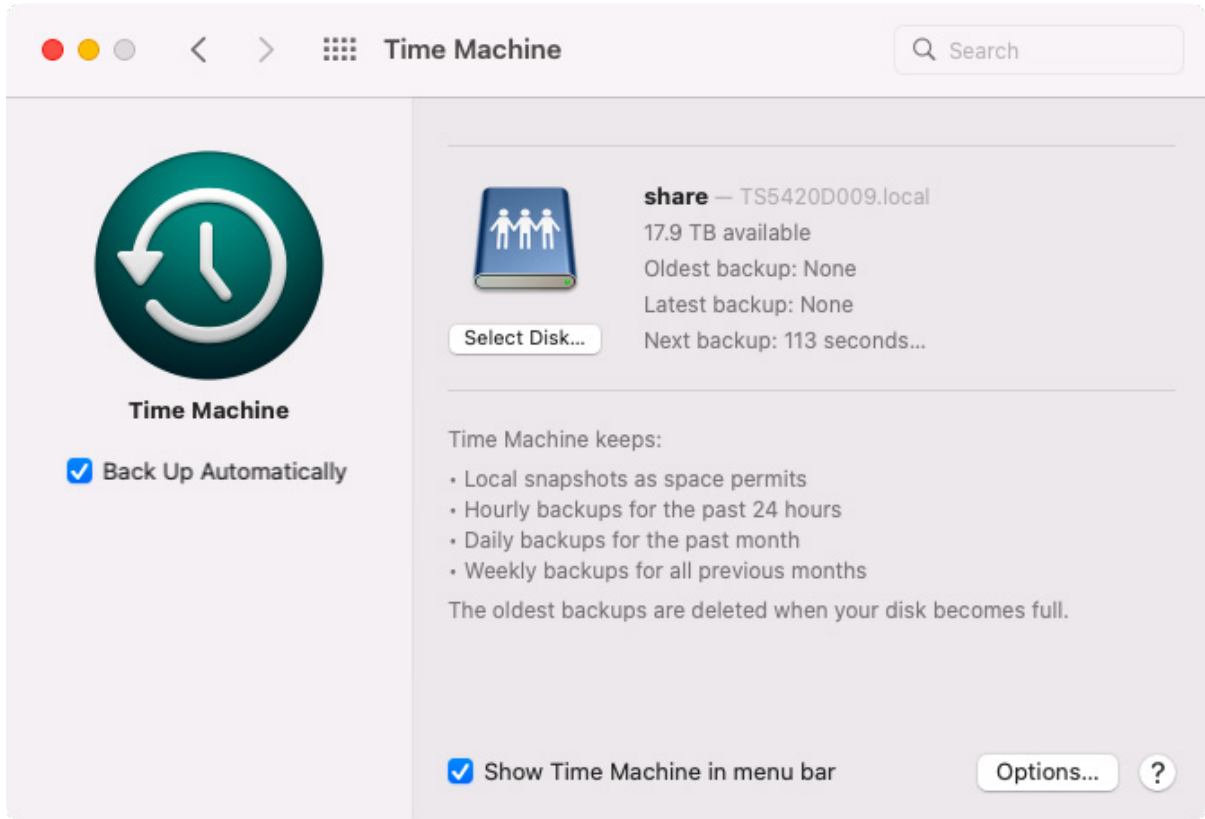 Time Machine
Search
share — TS5420D009.local
17.9 TB available
Oldest backup: None
Latest backup: None
Select Disk...
Next backup: 113 seconds...
Time Machine
Back Up Automatically
Time Machine keeps:
• Local snapshots as space permits
• Hourly backups for the past 24 hours
• Daily backups for the past month
• Weekly backups for all previous months
The oldest backups are deleted when your disk becomes full.
Show Time Machine in menu bar
Options...
?